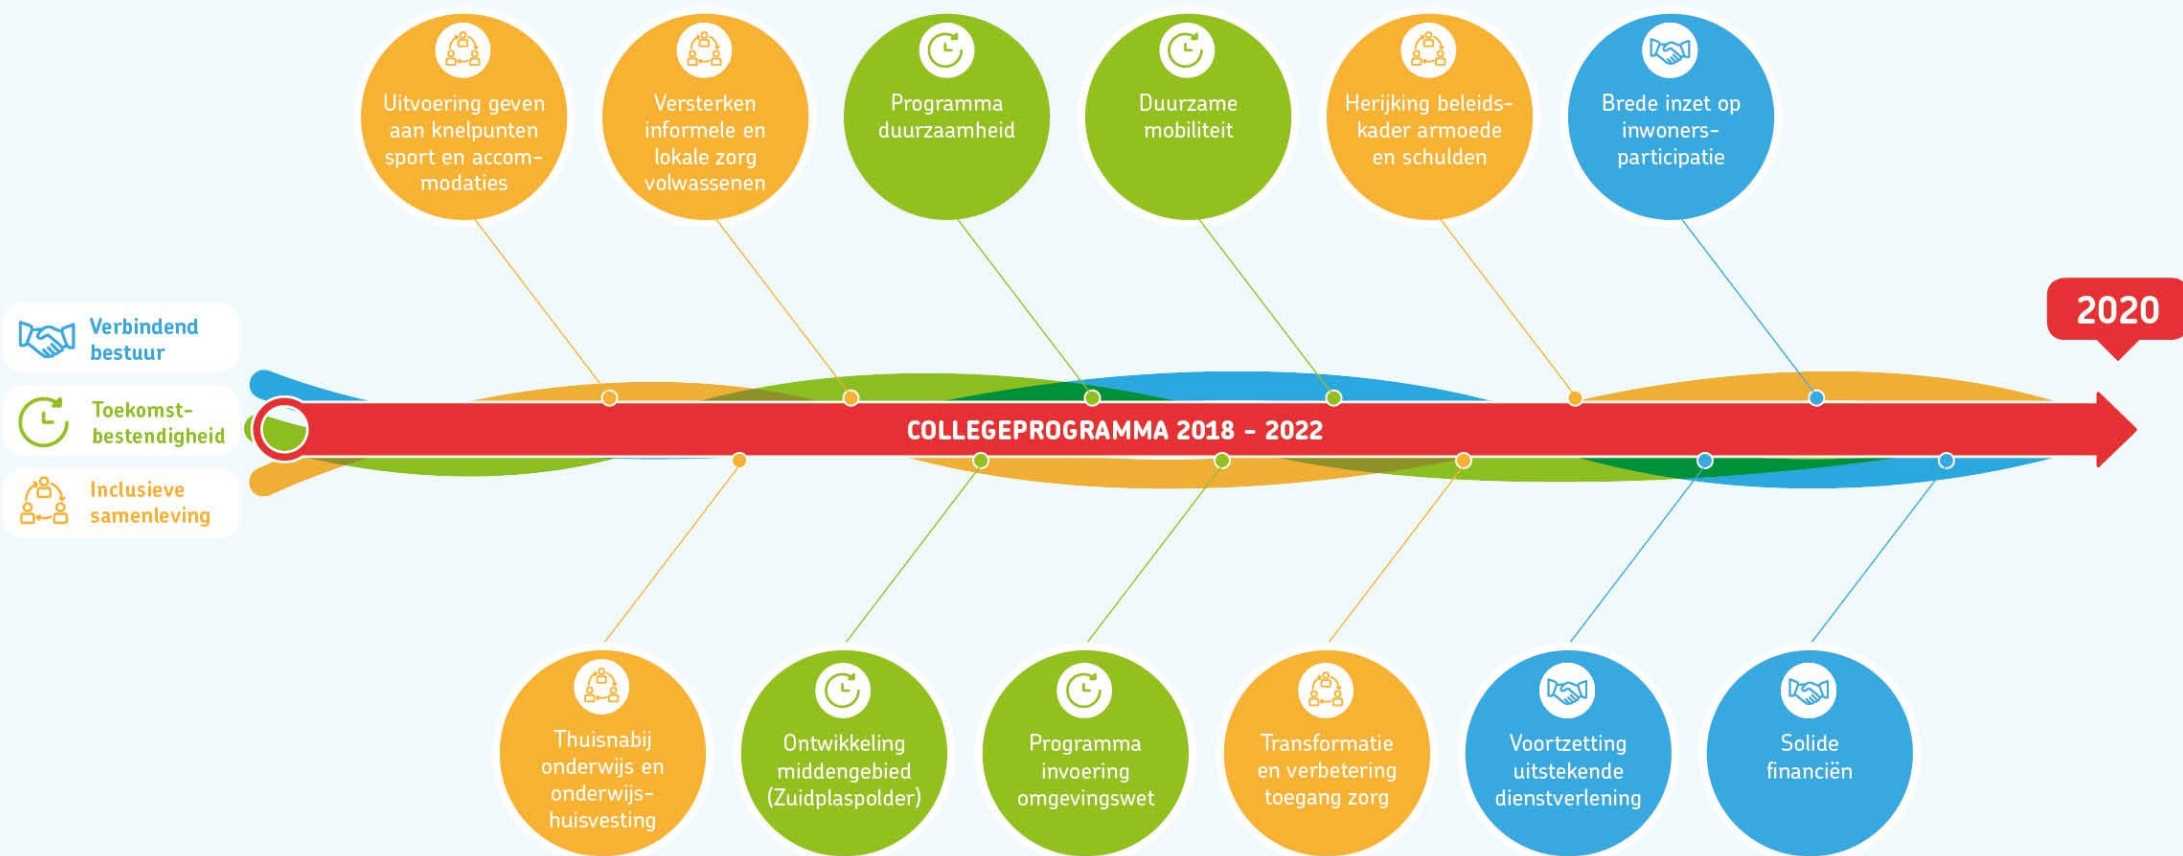 Uitvoering geven
aan knelpunten
sport en accom-
modaties
Versterken
informele en
lokale zorg
volwassenen
Programma
duurzaamheid
Duurzame
mobiliteit
Herijking beleids-
kader armoede
en schulden
Brede inzet op
inwoners-
participatie
2020
Verbindend
bestuur
Toekomst-
bestendigheid
Inclusieve
samenleving
COLLEGEPROGRAMMA 2018 - 2022
Thuisnabij
onderwijs en
onderwijs-
huisvesting
Ontwikkeling
middengebied
(Zuidplaspolder)
Programma
invoering
omgevingswet
Transformatie
en verbetering
toegang zorg
Voortzetting
uitstekende
dienstverlening
Solide
financiën